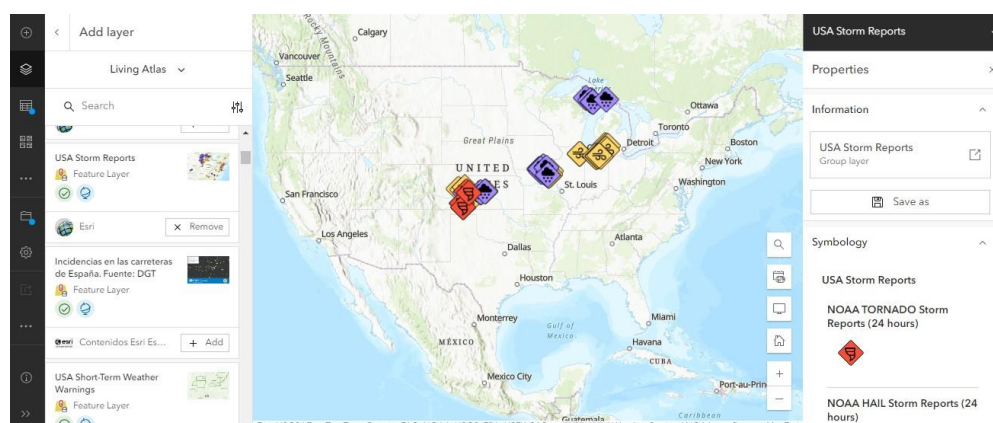 Add layer
Living Atlas
Search
USA Storm Reports
Feature Layer
Esri
Remove
Incidencias en las carreteras
de España. Fuente: DGT
Feature Layer
esri
Contenidos Esri Es...
Add
USA Short-Term Weather
Warnings
Feature Layer
Calgary
Rocky Mountains
Vancouver
Seattle
Lake
Ottawa
Toronto
Great Plains
Detroit
Boston
New York
UNITED
ES
St. Louis
Washington
San Francisco
Los Angeles
Atlanta
Dallas
Houston
Monterrey
Gulf of
Mexico
Miami
MÉXICO
Havana
CUBA
Mexico City
Port-au-Prin
Guatemala
Caribbean
USA Storm Reports
Properties
Information
USA Storm Reports
Group layer
Save as
Symbology
USA Storm Reports
NOAA TORNADO Storm
Reports (24 hours)
NOAA HAIL Storm Reports (24
hours)